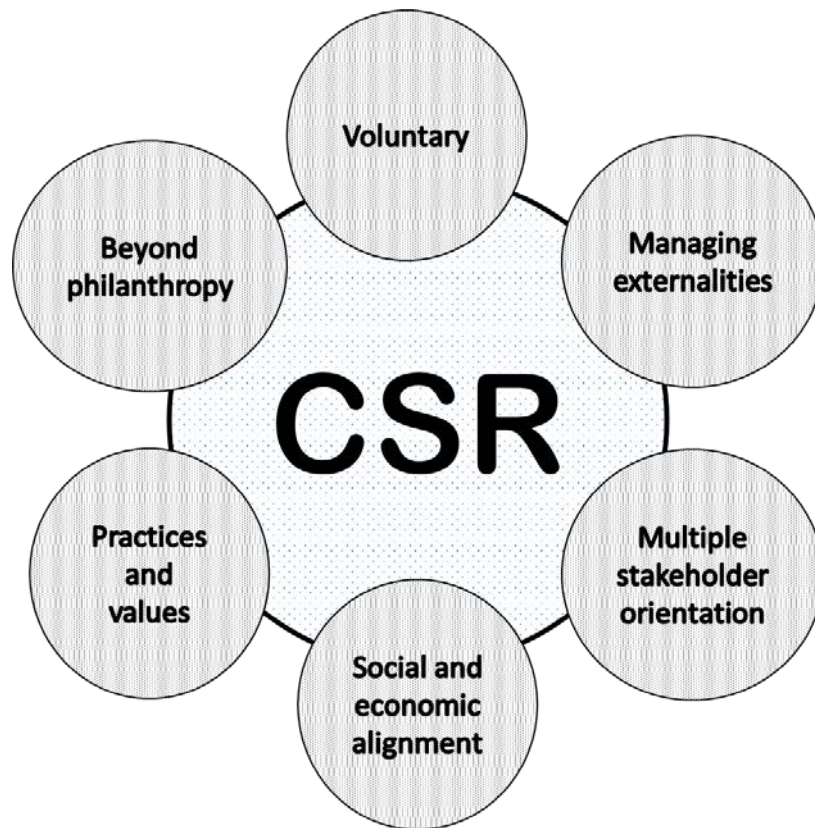 Voluntary
Managing
externalities
Multiple
stakeholder
orientation
Social and
economic
alignment
Practices
and
values
Beyond
philanthropy
CSR